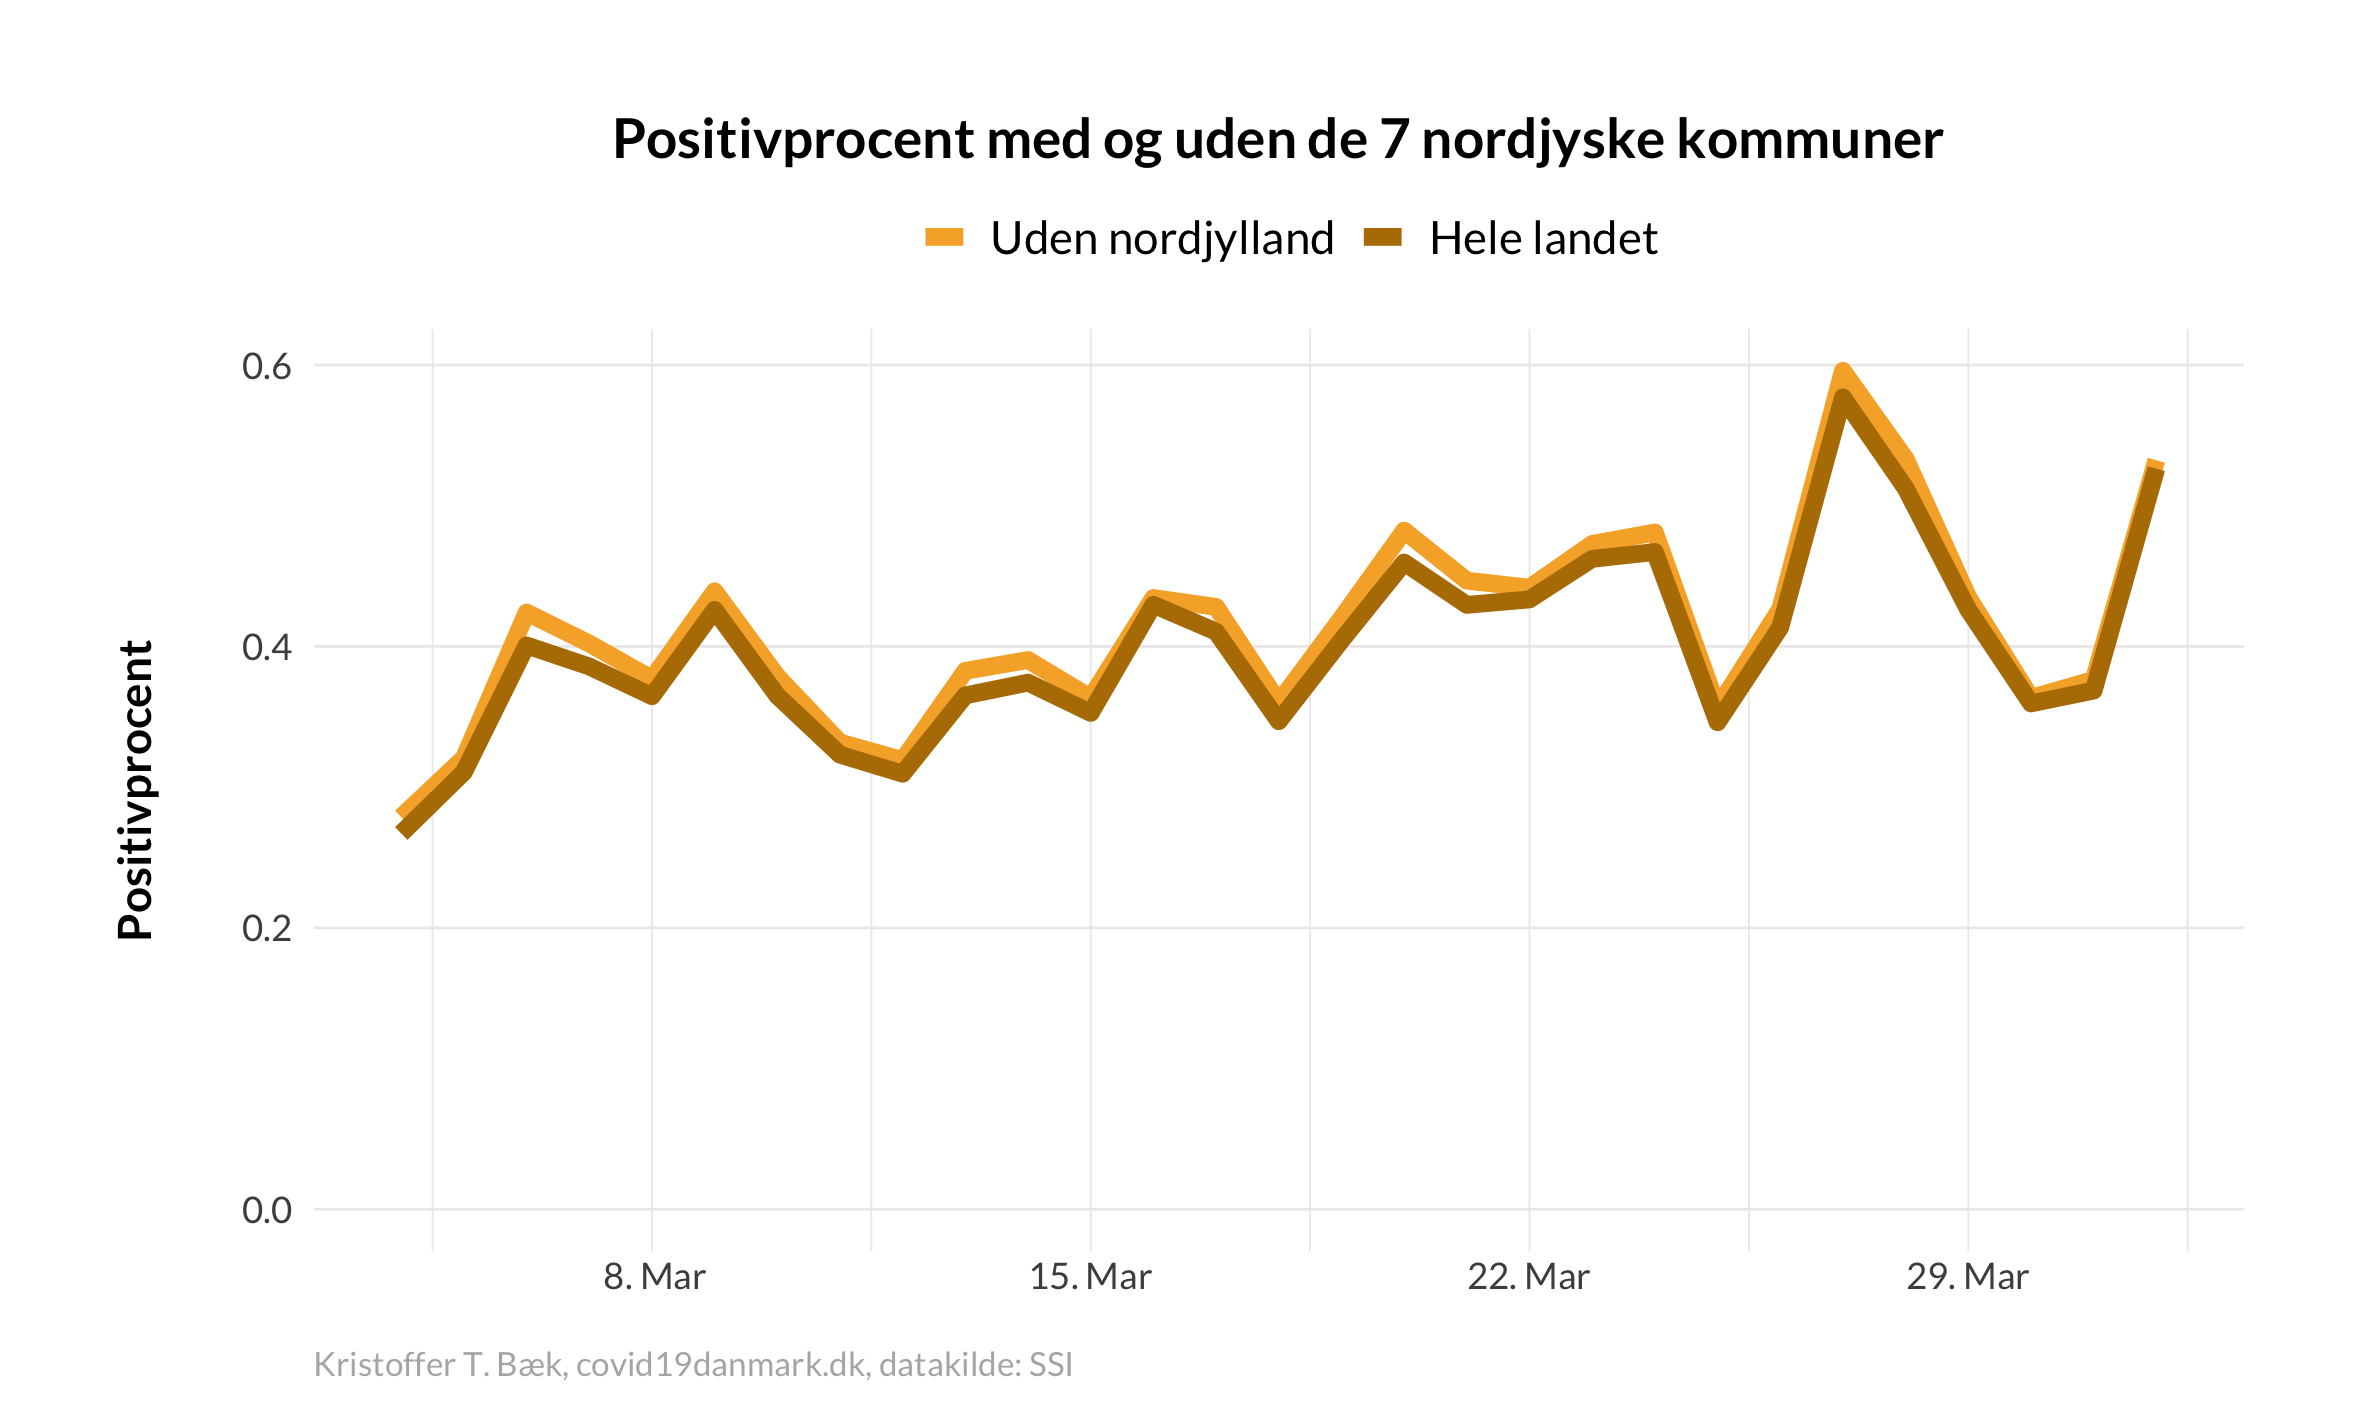 Positivprocent med og uden de 7 nordjyske kommuner
Uden nordjylland Hele landet
Positivprocent
0.6
0.4
0.2
0.0
8. Mar 15. Mar 22. Mar 29. Mar
Kristoffer T. Bæk, covid19danmark.dk, datakilde: SSI